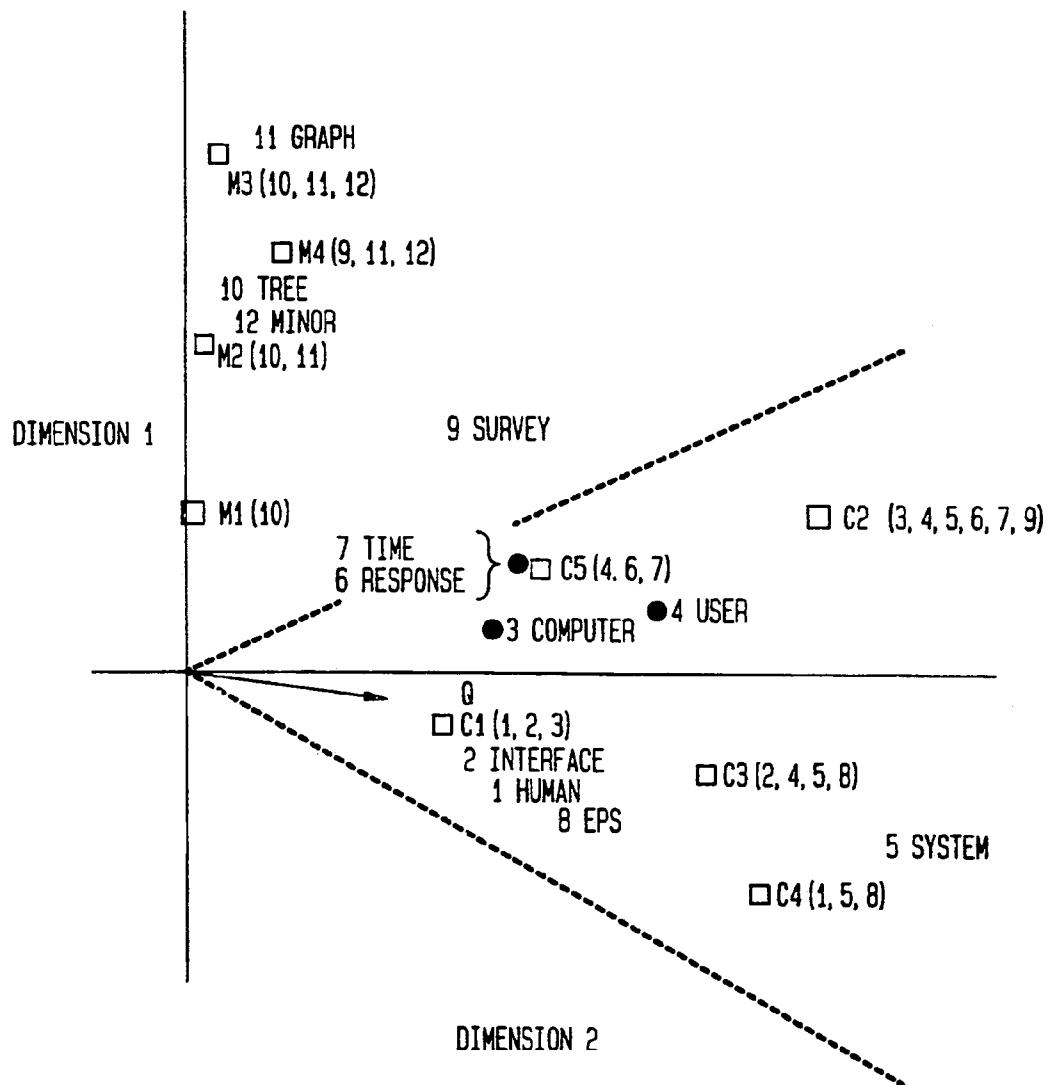 11 GRAPH
M3 (10, 11, 12)
M4 (9, 11, 12)
10 TREE
12 MINOR
M2 (10, 11)
DIMENSION 1
9 SURVEY
M1 (10)
C2 (3, 4, 5, 6, 7, 9)
7 TIME
6 RESPONSE
C5 (4. 6, 7)
4 USER
3 COMPUTER
Q
C1 (1, 2, 3)
2 INTERFACE
C3 (2, 4, 5, 8)
1 HUMAN
8 EPS
5 SYSTEM
C4 (1, 5, 8)
DIMENSION 2